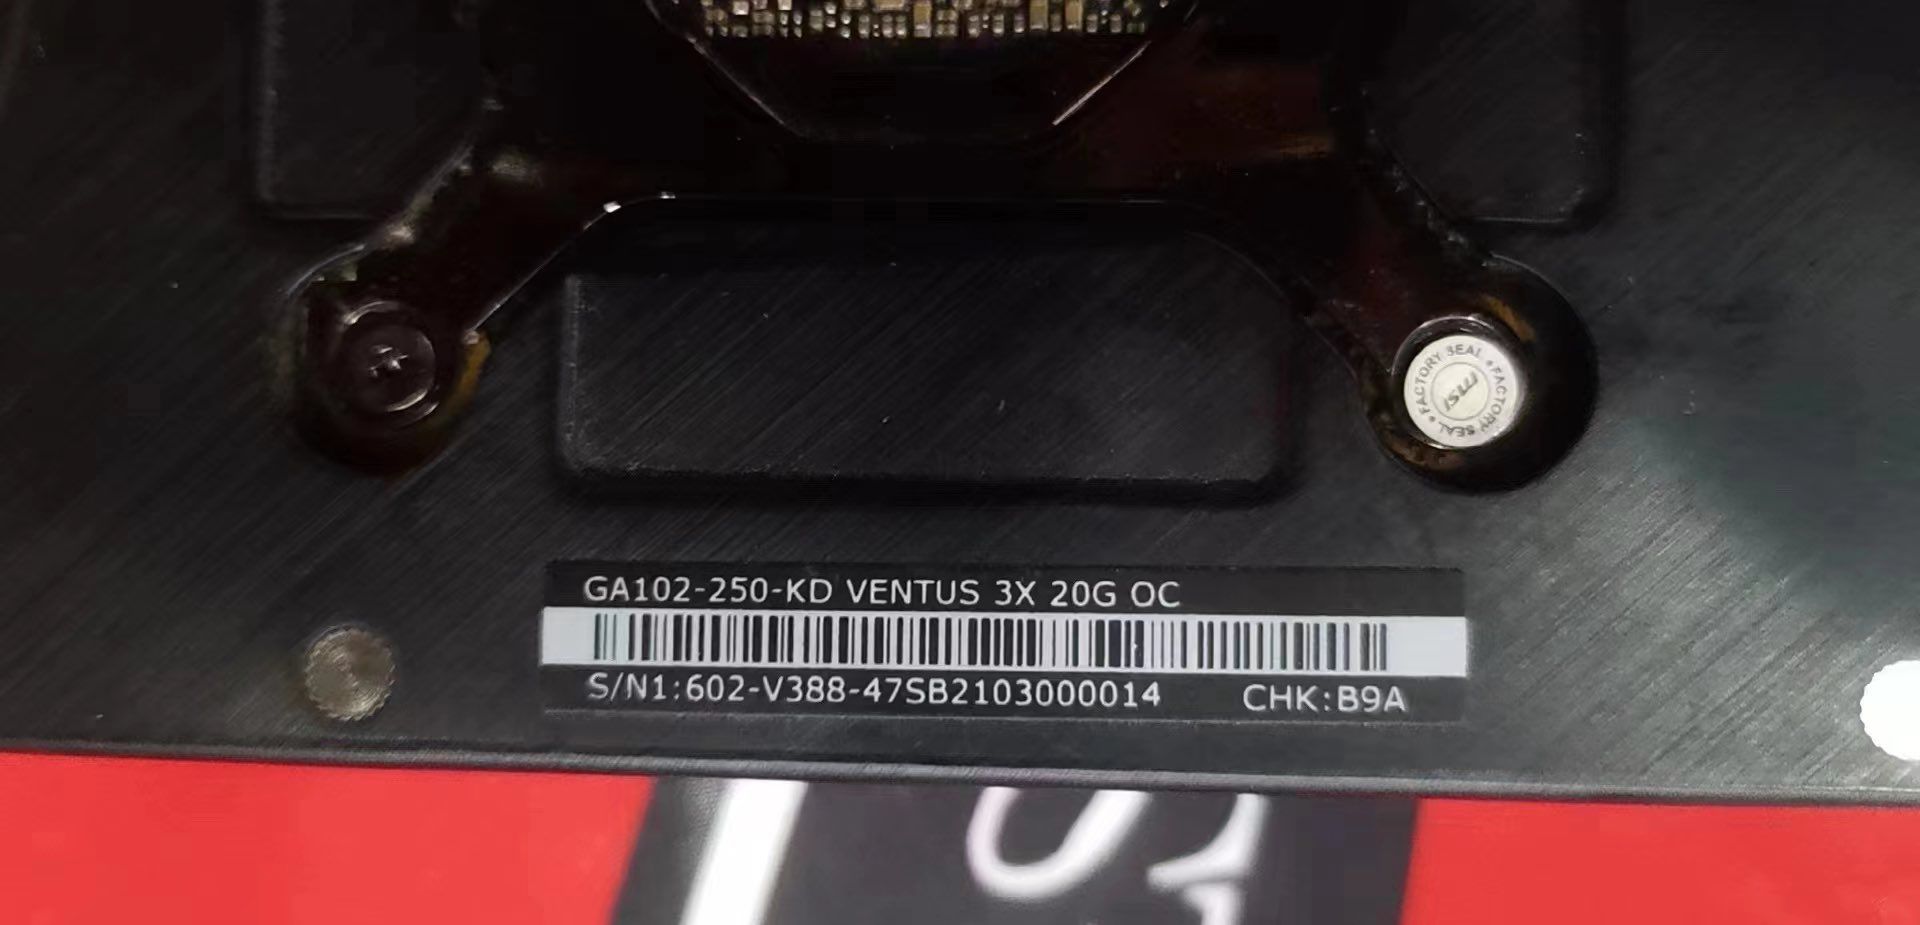 FACTORY SEAL • FACTORY SEAL •
msi
GA102-250-KD VENTUS 3X 20G OC
S/N1:602-V388-47SB2103000014 CHK:B9A